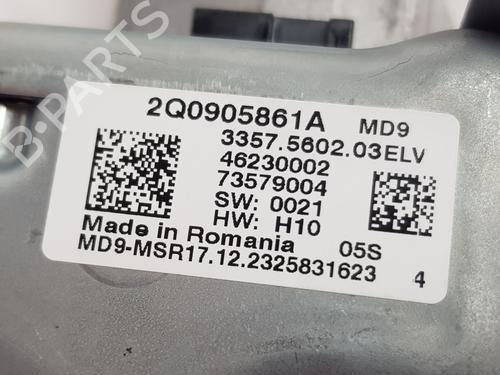 B-PARTS
2Q0905861A MD9
3357.5602.03ELV
46230002
73579004
SW: 0021
HW: H10
Made in Romania 05S
MD9-MSR17.12.2325831623 4